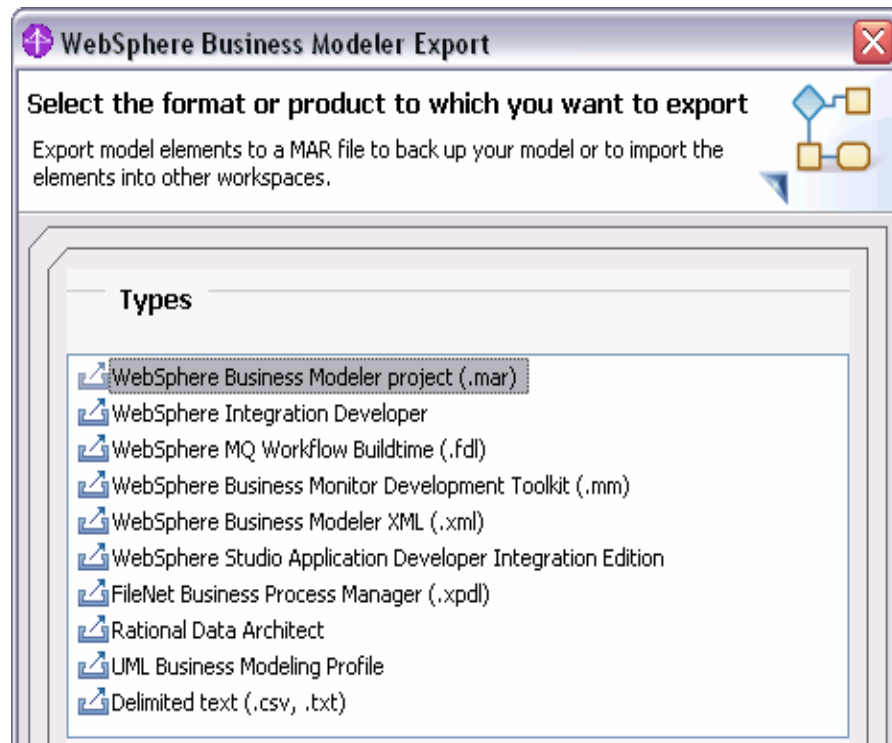 WebSphere Business Modeler Export
Select the format or product to which you want to export
Export model elements to a MAR file to back up your model or to import the
elements into other workspaces.
Types
WebSphere Business Modeler project (.mar)
WebSphere Integration Developer
WebSphere MQ Workflow Buildtime (.fdl)
WebSphere Business Monitor Development Toolkit (.mm)
WebSphere Business Modeler XML (.xml)
WebSphere Studio Application Developer Integration Edition
FileNet Business Process Manager (.xpdl)
Rational Data Architect
UML Business Modeling Profile
Delimited text (.csv, .txt)